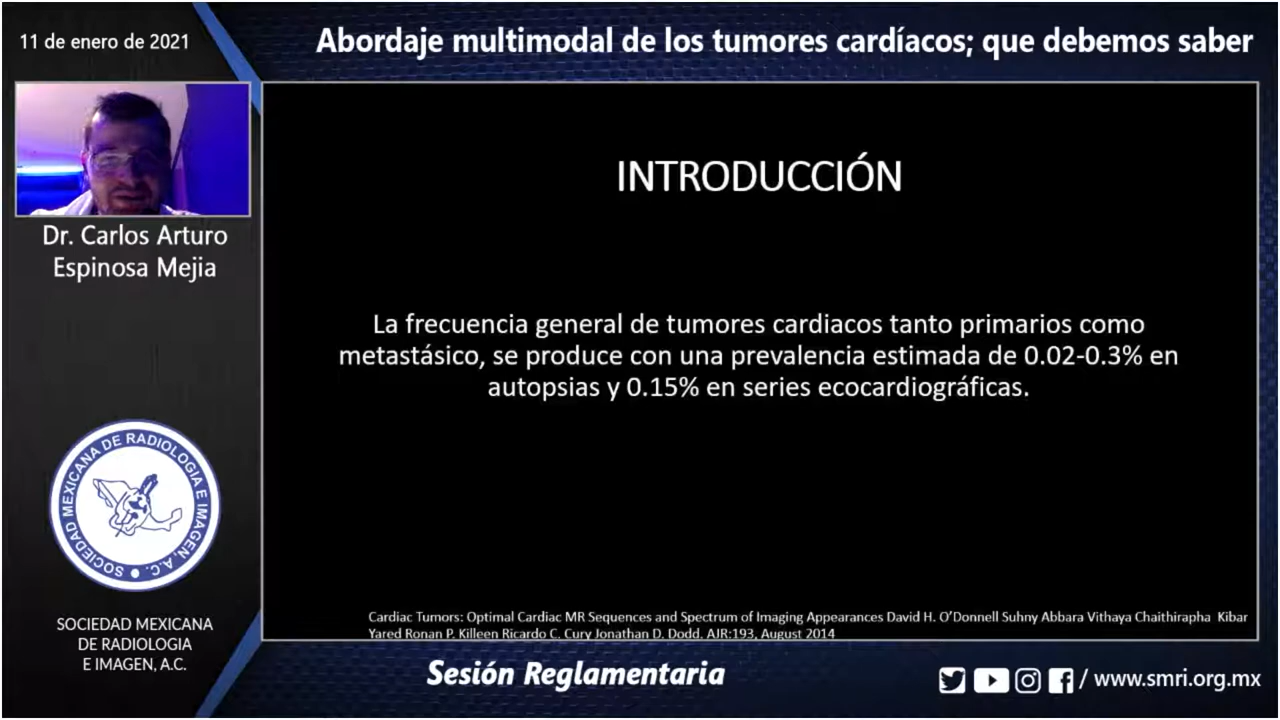 11 de enero de 2021
Abordaje multimodal de los tumores cardíacos; que debemos saber
Dr. Carlos Arturo
Espinosa Mejia
INTRODUCCIÓN
La frecuencia general de tumores cardiacos tanto primarios como
metastásico, se produce con una prevalencia estimada de 0.02-0.3% en
autopsias y 0.15% en series ecocardiográficas.
Cardiac Tumors: Optimal Cardiac MR Sequences and Spectrum of Imaging Appearances David H. O'Donnell Suhny Abbara Vithaya Chaithirapha Kibar
Yared Ronan P. Killeen Ricardo C. Cury Jonathan D. Dodd. AJR:193, August 2014
SOCIEDAD MEXICANA DE RADIOLOGIA E IMAGEN, A.C.
SOCIEDAD MEXICANA
DE RADIOLOGIA
E IMAGEN, A.C.
Sesión Reglamentaria
/ www.smri.org.mx